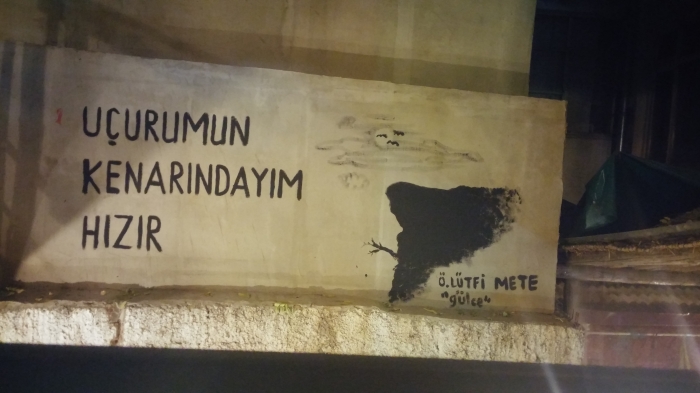 UÇURUMUN
KENARINDAYIM
HIZIR
Ö.LÜTFİ METE
"gülce"